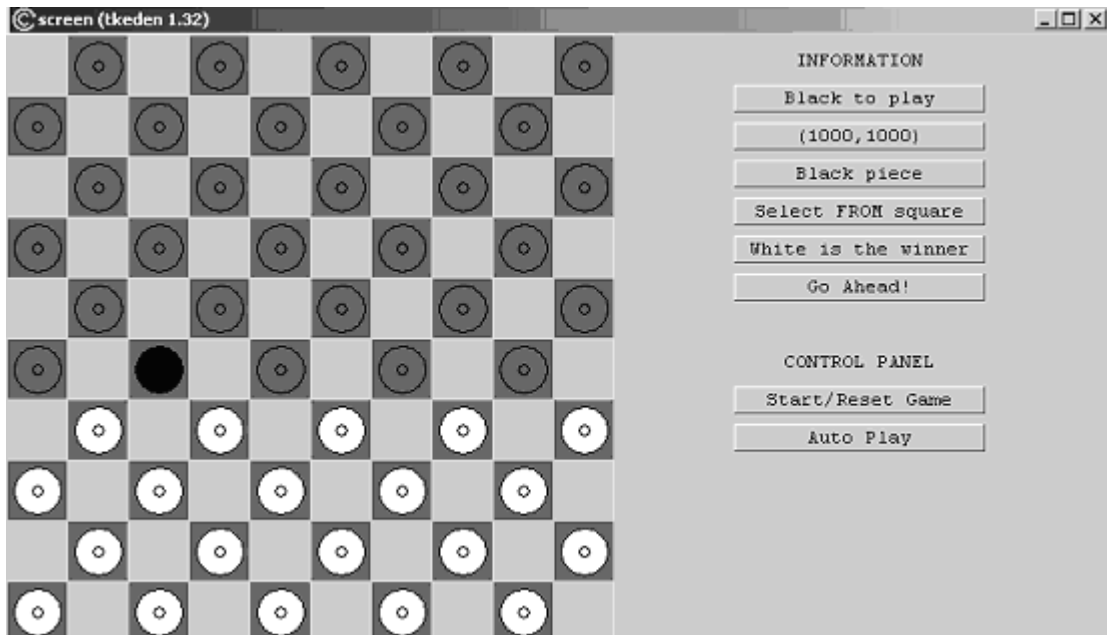 screen (tkeden 1.32)
INFORMATION
Black to play
(1000,1000)
Black piece
Select FROM square
White is the winner
Go Ahead!
CONTROL PANEL
Start/Reset Game
Auto Play